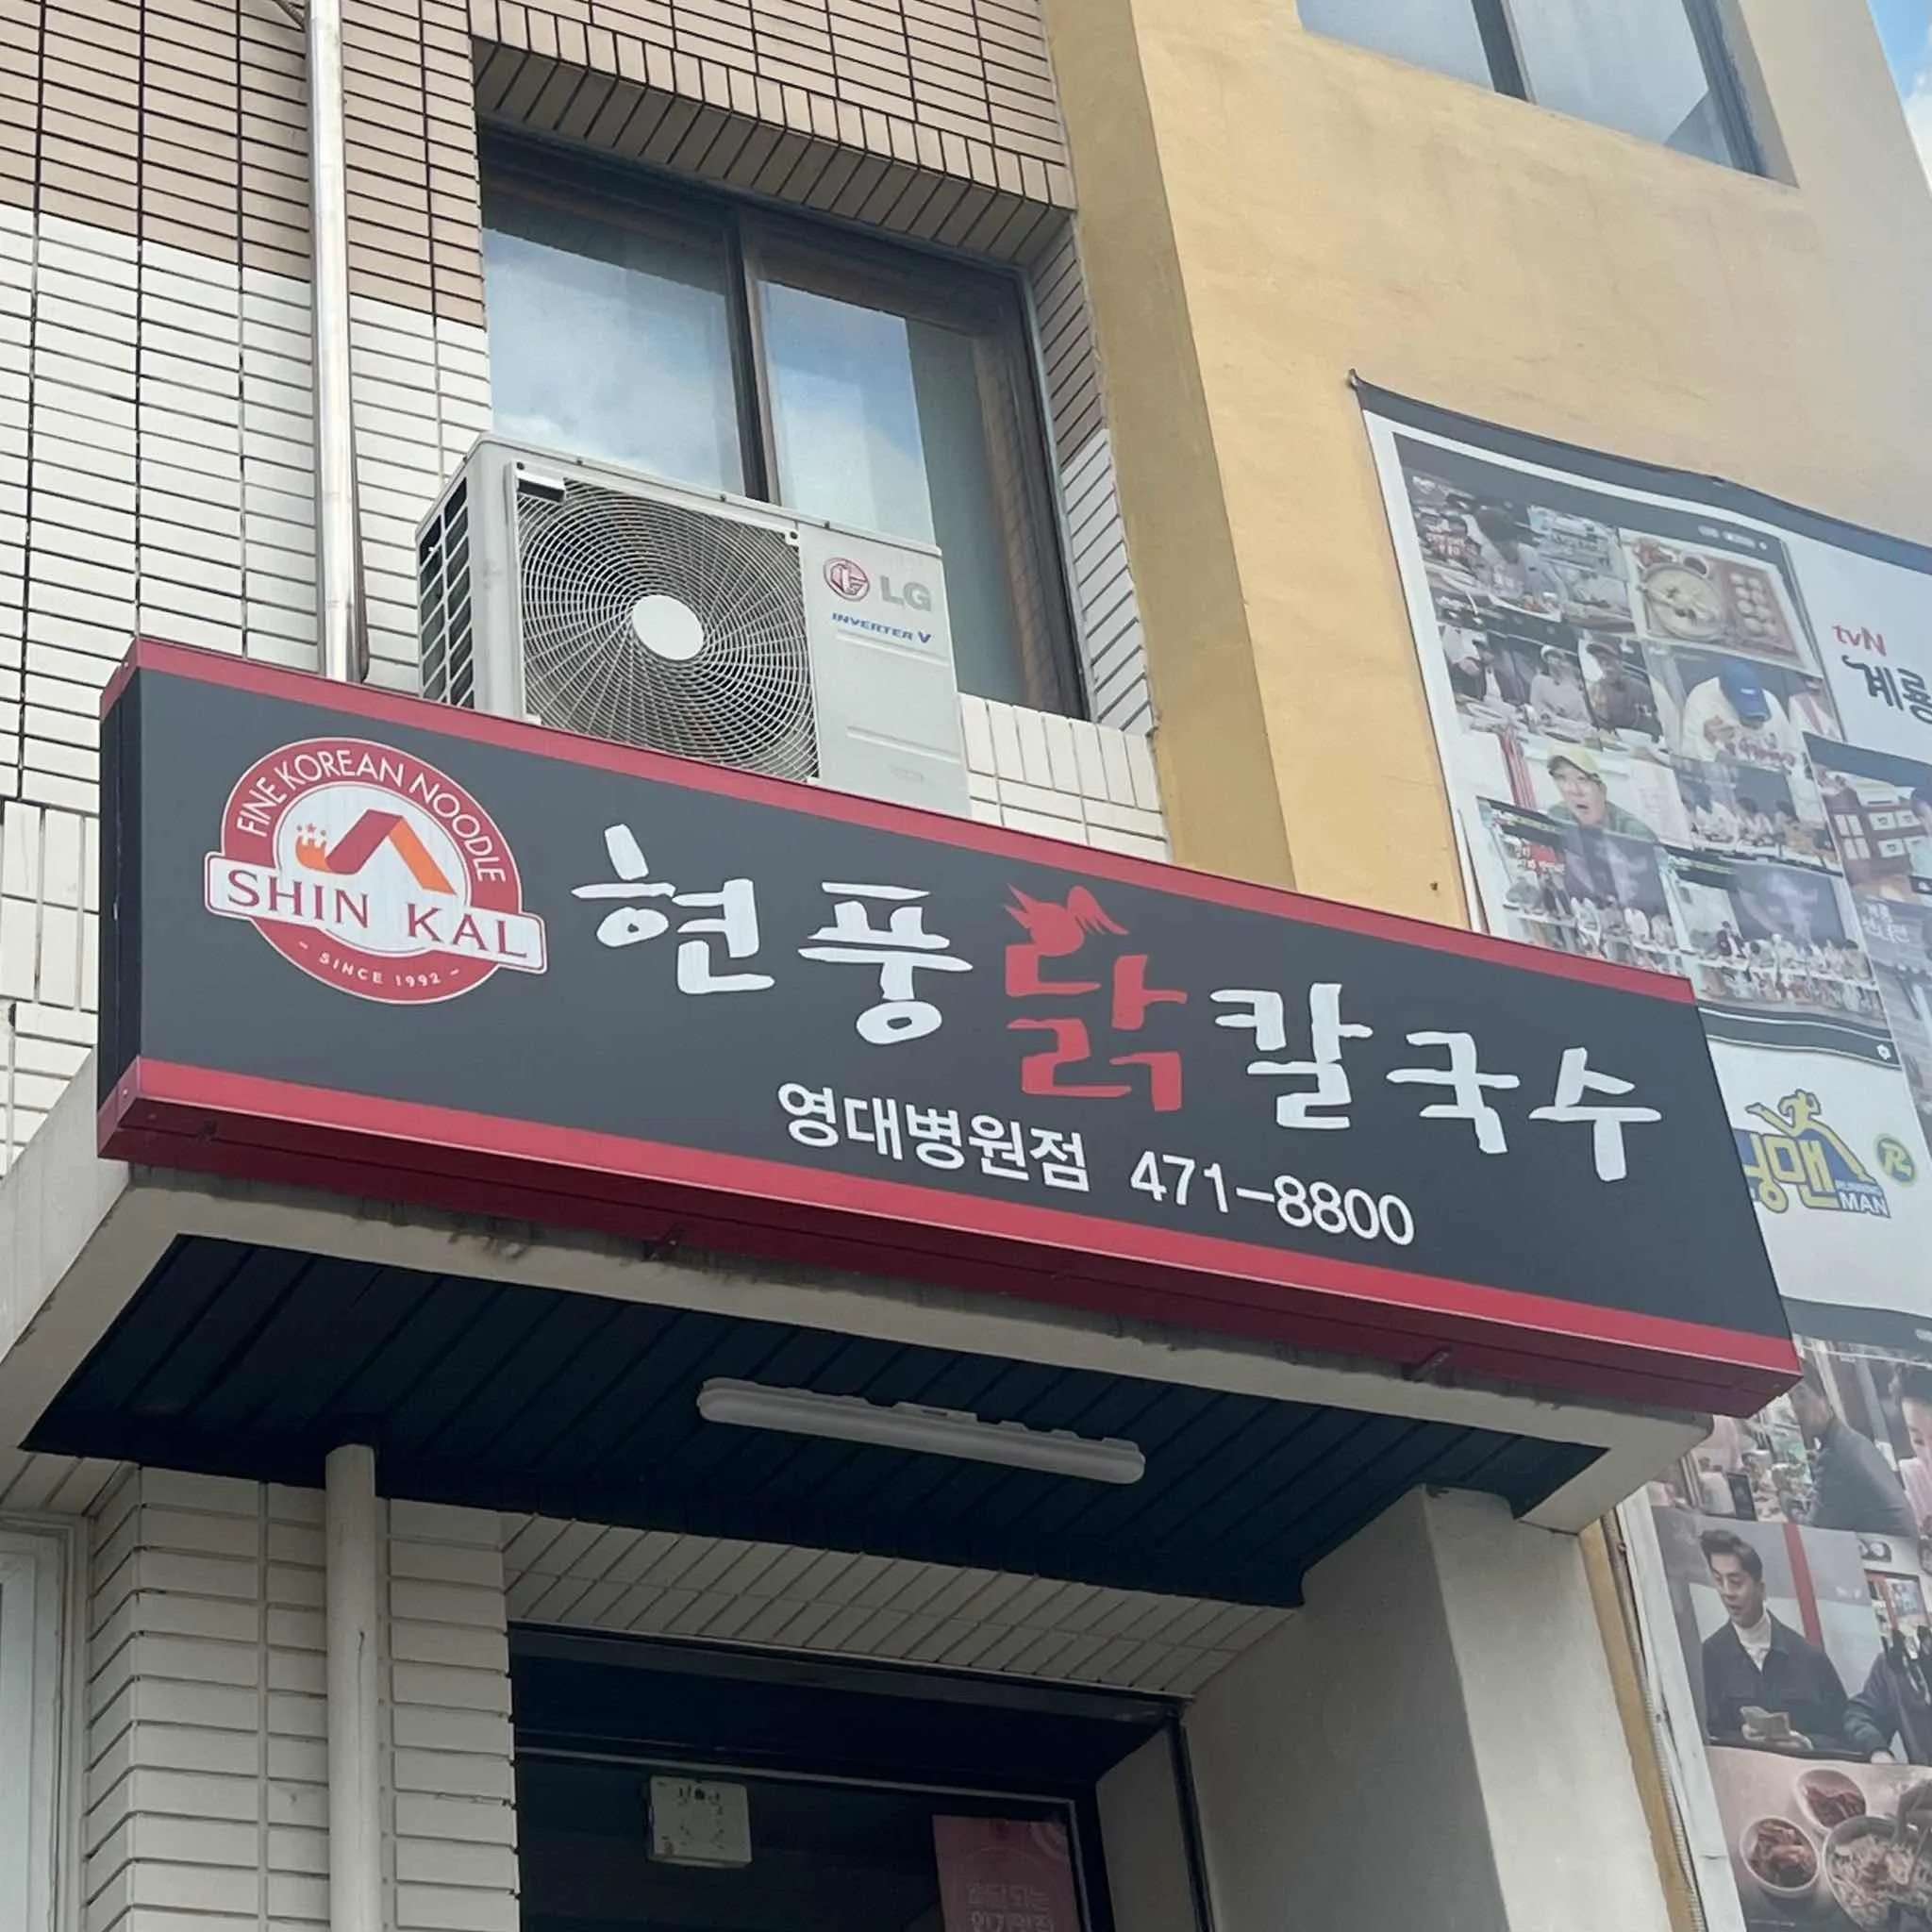 LG
INVERTER V
tvN
FINE KOREAN NOODLE
SHIN KAL
- SINCE 1992 -
현풍닭칼국수
영대병원점 471-8800
MAN